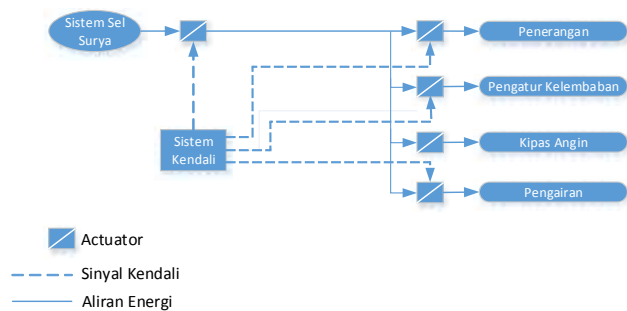 Sistem Sel
Surya
Penerangan
Pengatur Kelembaban
Sistem
Kendali
Kipas Angin
Pengairan
Actuator
Sinyal Kendali
Aliran Energi